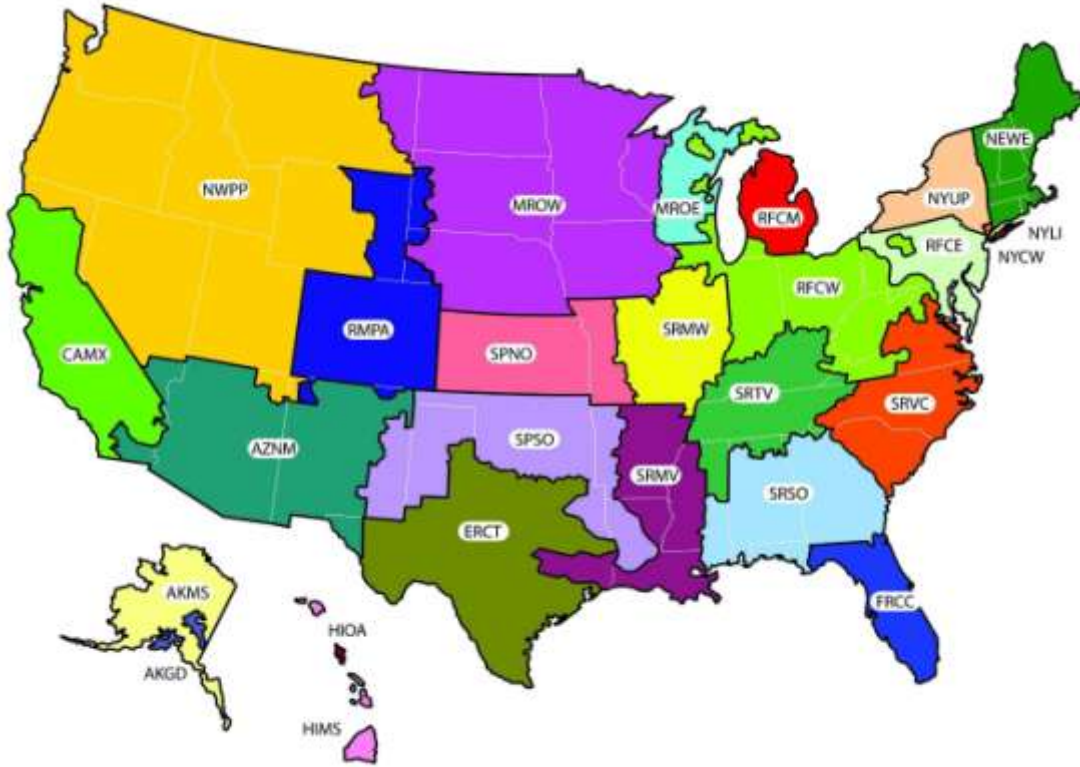 NEWE
NWPP
NYUP
MROW
MROE
RFCM
NYLI
RFCE
NYCW
RFCW
RMPA
SRMW
CAMX
SPNO
SRTV
SRVC
AZNM
SPSO
SRMV
SRSO
ERCT
AKMS
FRCC
HIOA
AKGD
HIMS